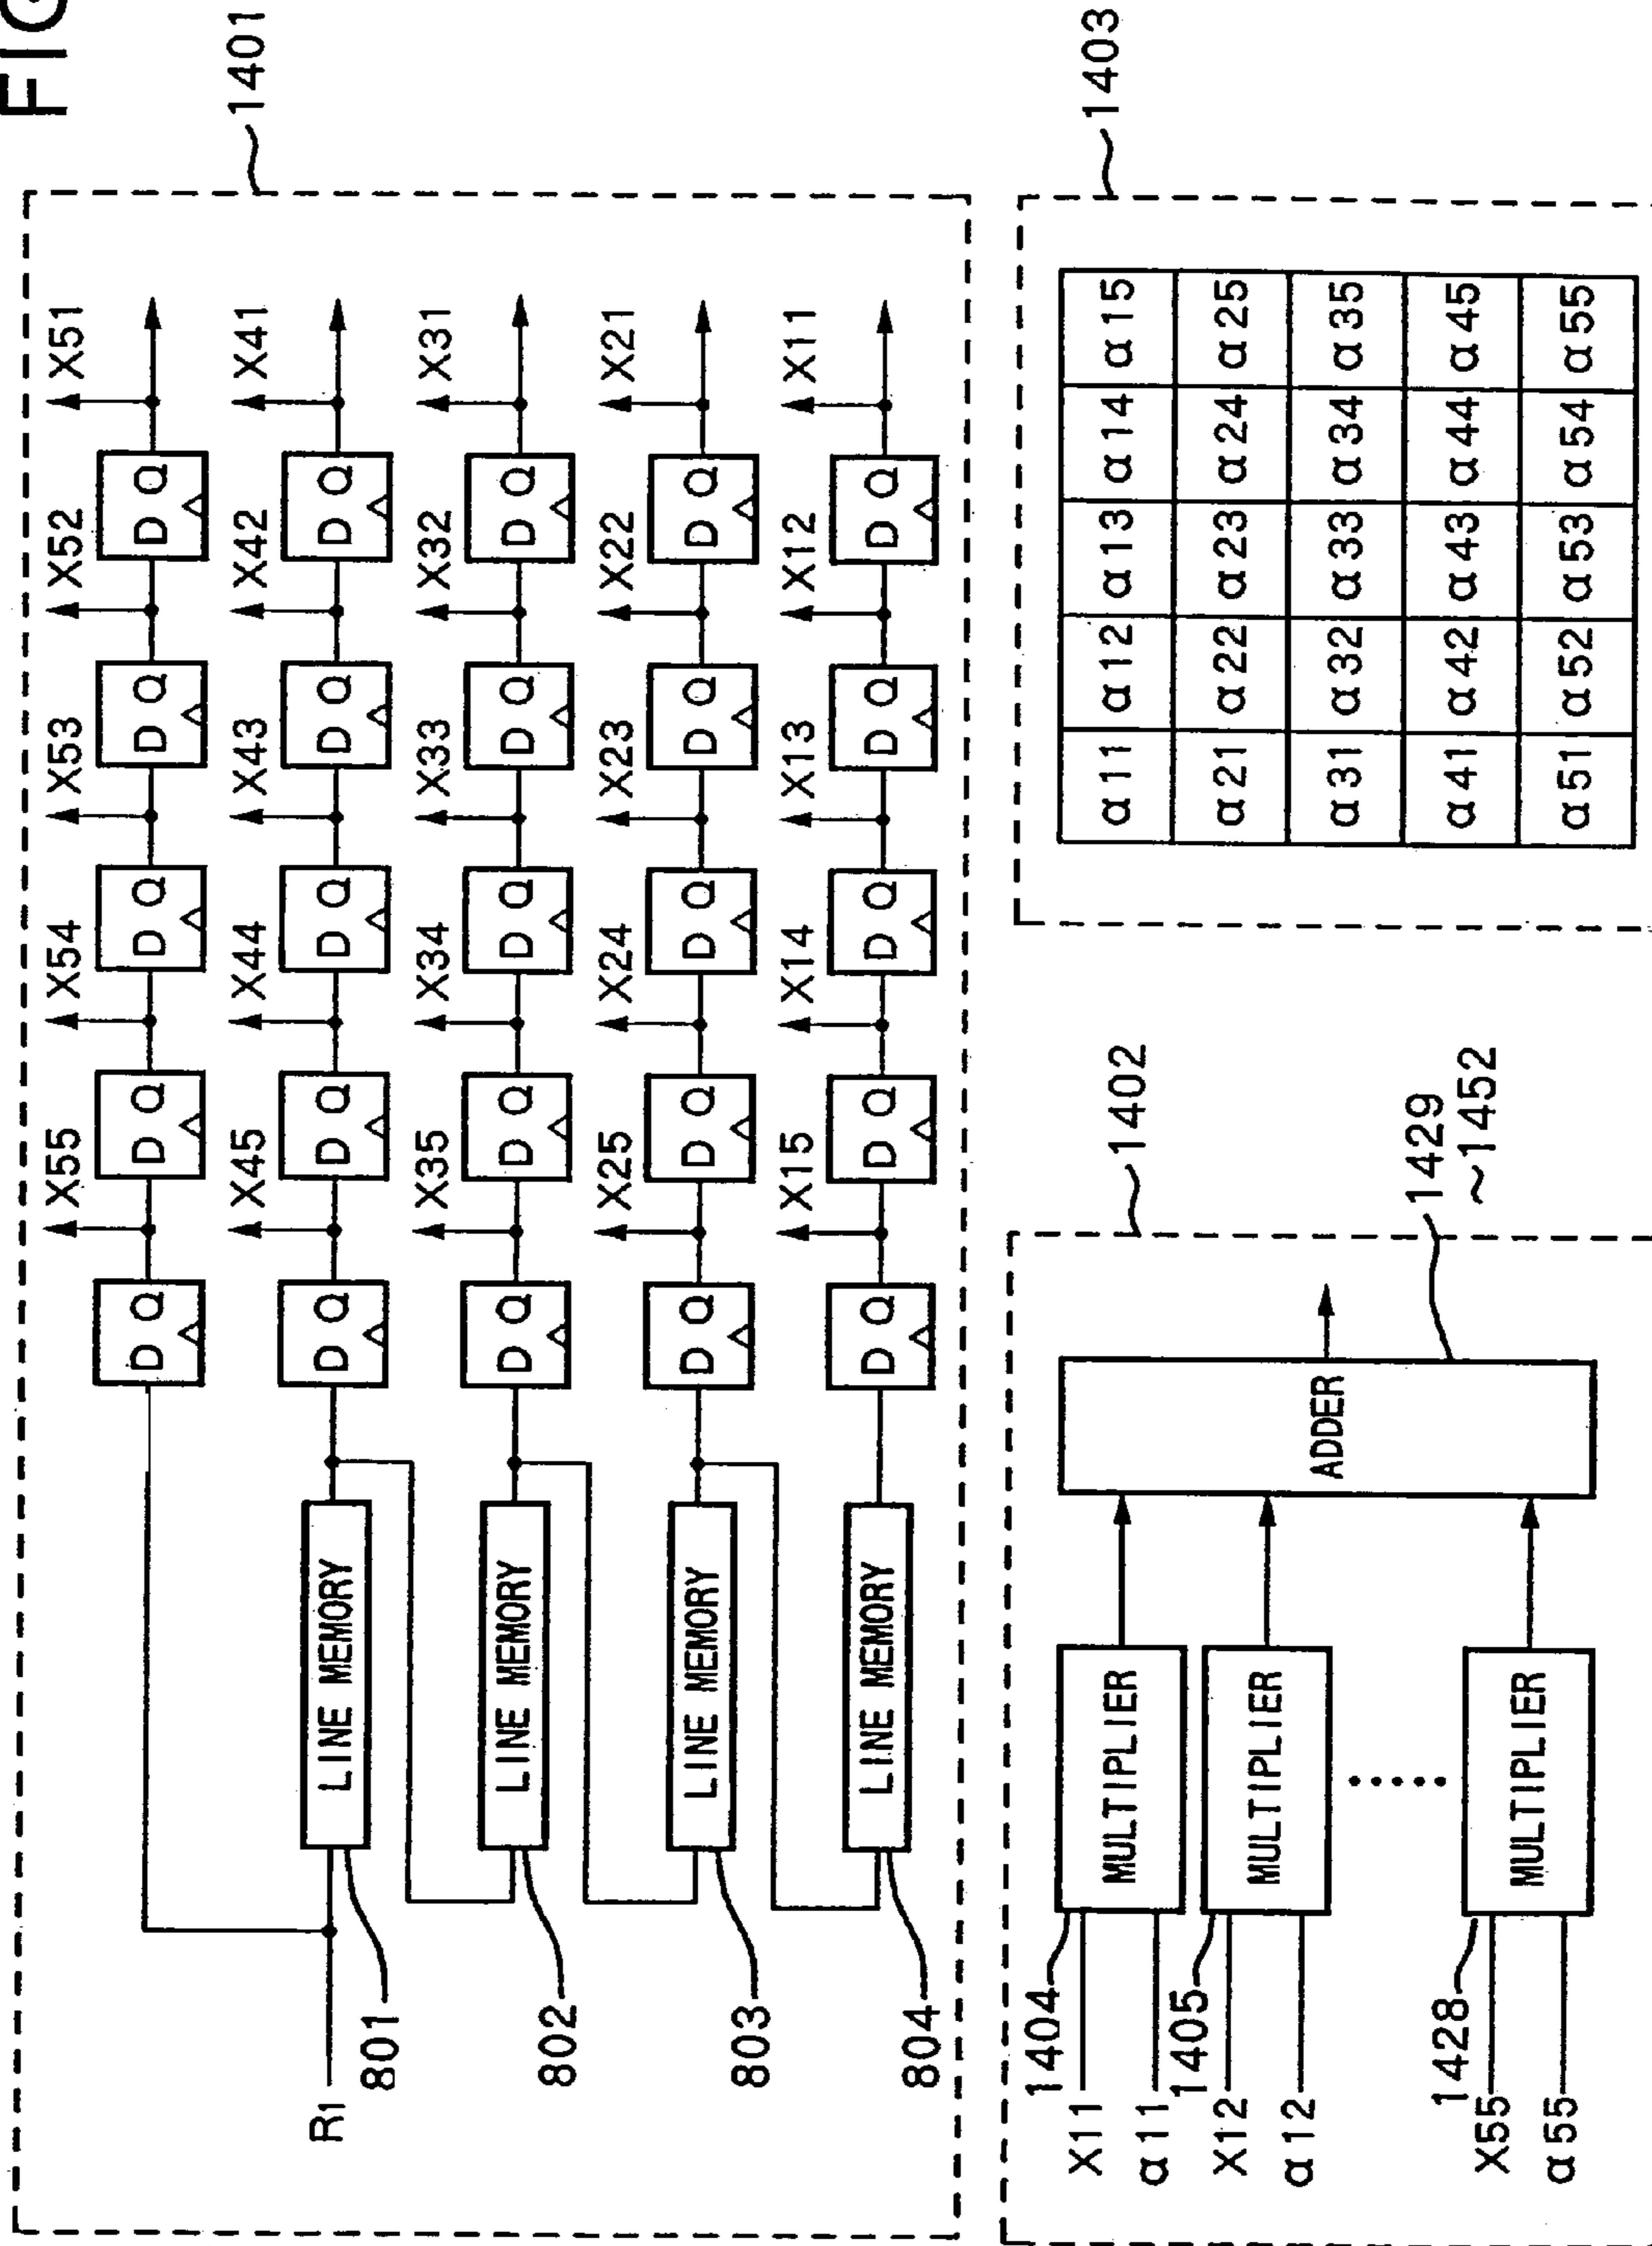 FIG
1401
X55 X54 X53 X52 X51
D Q D Q D Q D Q D Q
X45 X44 X43 X42 X41
R1
LINE MEMORY
D Q D Q D Q D Q D Q
801
X35 X34 X33 X32 X31
LINE MEMORY
D Q D Q D Q D Q D Q
802
X25 X24 X23 X22 X21
LINE MEMORY
D Q D Q D Q D Q D Q
803
X15 X14 X13 X12 X11
LINE MEMORY
D Q D Q D Q D Q D Q
804
1402
1404
X11
α11
MULTIPLIER
1405
X12
α12
MULTIPLIER
1428
X55
α55
MULTIPLIER
ADDER
1429
~1452
1403
α11 α12 α13 α14 α15
α21 α22 α23 α24 α25
α31 α32 α33 α34 α35
α41 α42 α43 α44 α45
α51 α52 α53 α54 α55